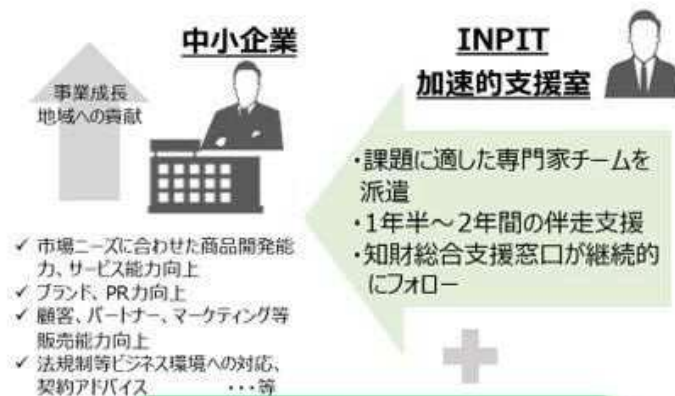 中小企業
事業成長
地域への貢献
✓ 市場ニーズに合わせた商品開発能
力、サービス能力向上
✓ ブランド、PR力向上
✓ 顧客、パートナー、マーケティング等
販売能力向上
✓ 法規制等ビジネス環境への対応、
契約アドバイス ・・・等
INPIT
加速的支援室
・課題に適した専門家チームを
派遣
・1年半～2年間の伴走支援
・知財総合支援窓口が継続的
にフォロー